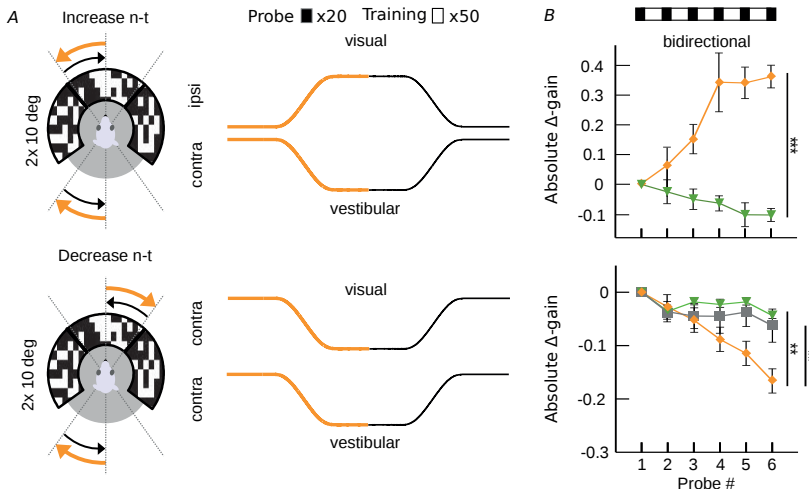 A
Increase n-t
Probe x20 Training x50
B
visual
bidirectional
ipsi
contra
2x 10 deg
vestibular
Absolute Δ-gain
0.4
0.3
0.2
0.1
0
-0.1
***
Decrease n-t
visual
contra
contra
2x 10 deg
vestibular
Absolute Δ-gain
0
-0.1
-0.2
-0.3
**
1 2 3 4 5 6
Probe #